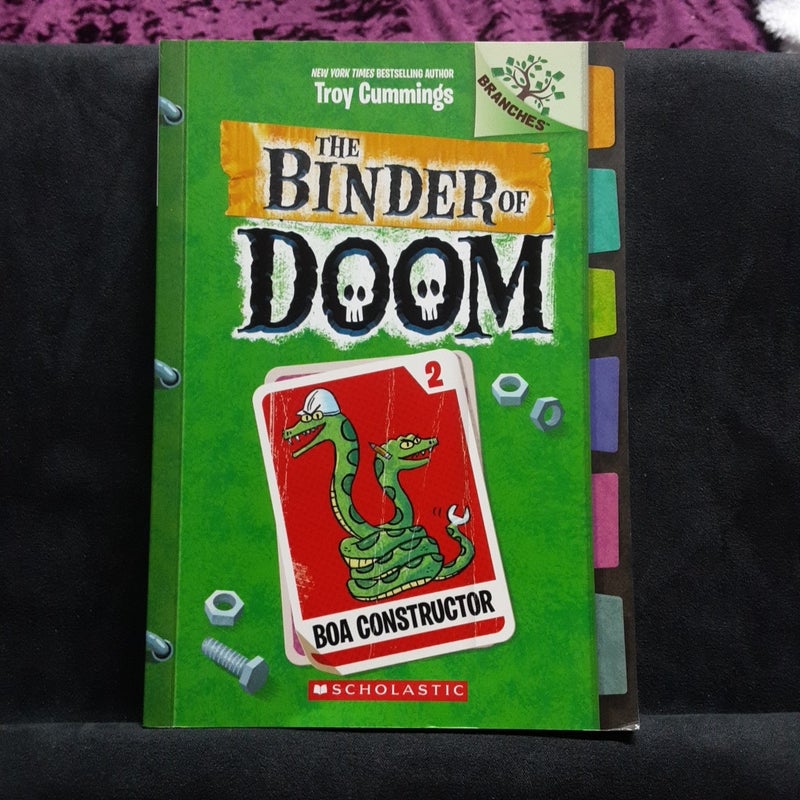 NEW YORK TIMES BESTSELLING AUTHOR
Troy Cummings
BRANCHES
THE
BINDER OF
DOOM
2
BOA CONSTRUCTOR
SCHOLASTIC